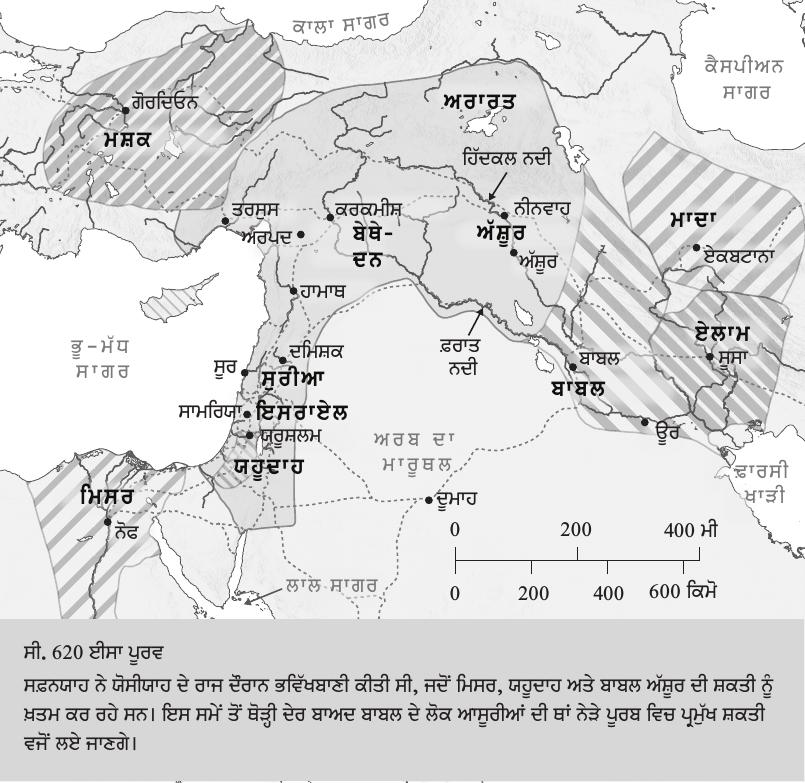 ਕਾਲਾ ਸਾਗਰ
ਕੈਸਪੀਅਨ
ਸਾਗਰ
ਗੋਰਦਿਓਨ
ਮਸ਼ਕ
ਅਰਾਰਤ
ਹਿੱਦਕਲ ਨਦੀ
ਤਰਸੁਸ
ਕਰਕਮੀਸ਼
ਨੀਨਵਾਹ
ਮਾਦਾ
ਅੱਰਪਦ
ਬੇਥੇ-
ਦਨ
ਅੱਸ਼ੂਰ
ਅੱਸ਼ੂਰ
ਏਕਬਟਾਨਾ
ਹਾਮਾਥ
ਭੂ-ਮੱਧ
ਸਾਗਰ
ਦਮਿਸ਼ਕ
ਸੂਰ
ਸੁਰੀਆ
ਫ਼ਰਾਤ
ਨਦੀ
ਬਾਬਲ
ਬਾਬਲ
ਏਲਾਮ
ਸੂਸਾ
ਸਾਮਰਿਯਾ
ਇਸਰਾਏਲ
ਯਰੂਸ਼ਲਮ
ਯਹੂਦਾਹ
ਅਰਬ ਦਾ
ਮਾਰੂਥਲ
ਊਰ
ਫ਼ਾਰਸੀ
ਖਾੜੀ
ਮਿਸਰ
ਨੋਫ
ਦੂਮਾਹ
ਲਾਲ ਸਾਗਰ
0 200 400 ਮੀ
0 200 400 600 ਕਿਮੋ
ਸੀ. 620 ਈਸਾ ਪੂਰਵ
ਸਫ਼ਨਯਾਹ ਨੇ ਯੋਸੀਯਾਹ ਦੇ ਰਾਜ ਦੌਰਾਨ ਭਵਿੱਖਬਾਣੀ ਕੀਤੀ ਸੀ, ਜਦੋਂ ਮਿਸਰ, ਯਹੂਦਾਹ ਅਤੇ ਬਾਬਲ ਅੱਸ਼ੂਰ ਦੀ ਸ਼ਕਤੀ ਨੂੰ
ਖ਼ਤਮ ਕਰ ਰਹੇ ਸਨ। ਇਸ ਸਮੇਂ ਤੋਂ ਥੋੜ੍ਹੀ ਦੇਰ ਬਾਅਦ ਬਾਬਲ ਦੇ ਲੋਕ ਆਸੂਰੀਆਂ ਦੀ ਥਾਂ ਨੇੜੇ ਪੂਰਬ ਵਿਚ ਪ੍ਰਮੁੱਖ ਸ਼ਕਤੀ
ਵਜੋਂ ਲਏ ਜਾਣਗੇ।